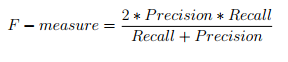 F − measure = 2 * Precision * Recall / Recall + Precision